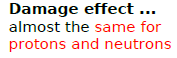 Damage effect ...
almost the same for
protons and neutrons